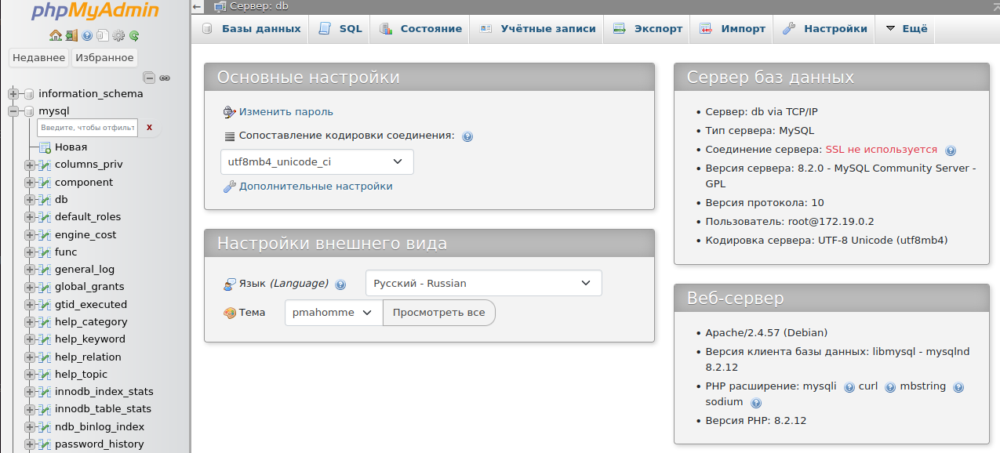 phpMyAdmin
Недавнее Избранное
information_schema
mysql
Введите, чтобы отфильт X
Новая
columns_priv
component
db
default_roles
engine_cost
func
general_log
global_grants
gtid_executed
help_category
help_keyword
help_relation
help_topic
innodb_index_stats
innodb_table_stats
ndb_binlog_index
password_history
Сервер: db
Базы данных SQL Состояние Учётные записи Экспорт Импорт Настройки Ещё
Основные настройки
Изменить пароль
Сопоставление кодировки соединения:
utf8mb4_unicode_ci
Дополнительные настройки
Настройки внешнего вида
Язык (Language) Русский - Russian
Тема pmahomme Просмотреть все
Сервер баз данных
Сервер: db via TCP/IP
Тип сервера: MySQL
Соединение сервера: SSL не используется
Версия сервера: 8.2.0 - MySQL Community Server -
GPL
Версия протокола: 10
Пользователь: root@172.19.0.2
Кодировка сервера: UTF-8 Unicode (utf8mb4)
Веб-сервер
Apache/2.4.57 (Debian)
Версия клиента базы данных: libmysql - mysqlnd
8.2.12
PHP расширение: mysqli curl mbstring
sodium
Версия PHP: 8.2.12